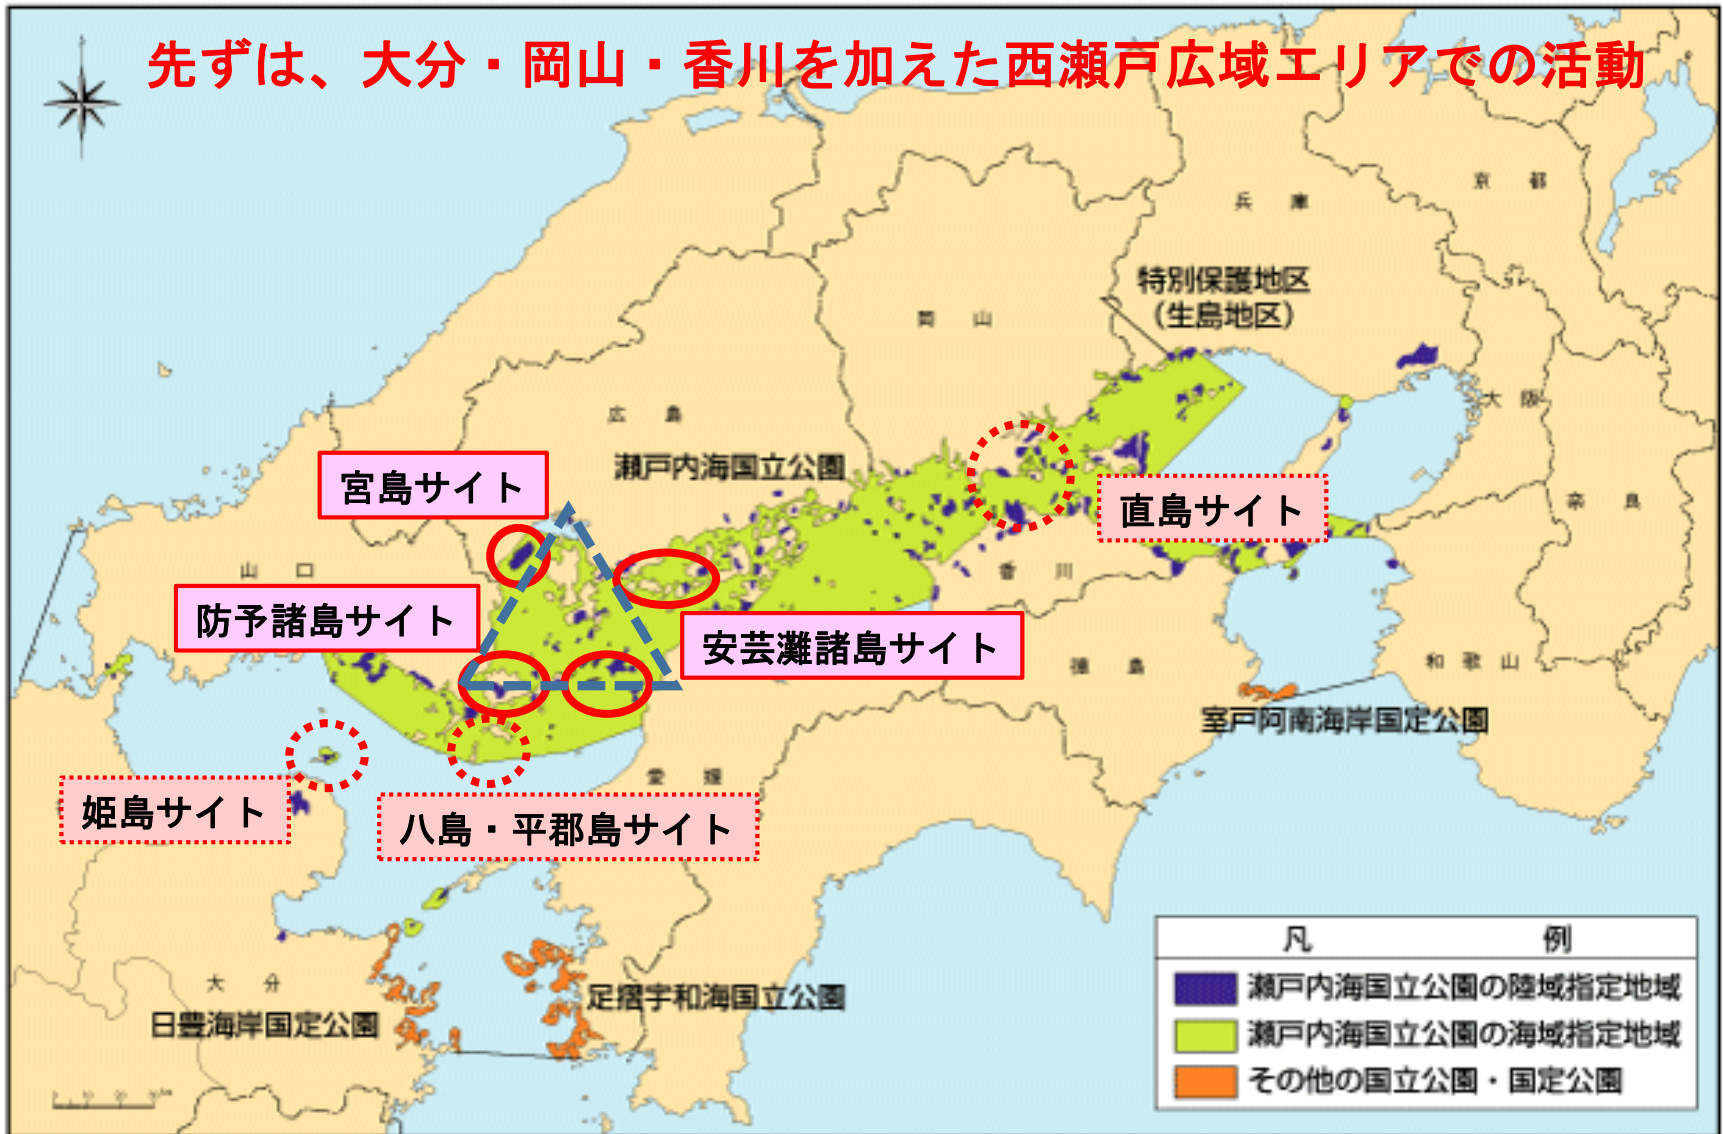 先ずは、大分・岡山・香川を加えた西瀬戸広域エリアでの活動
京都
兵庫
特別保護地区
（生島地区）
岡山
大阪
広島
瀬戸内海国立公園
宮島サイト
直島サイト
奈良
山口
香川
防予諸島サイト
安芸灘諸島サイト
徳島
和歌山
室戸阿南海岸国定公園
愛媛
姫島サイト
八島・平郡島サイト
大分
日豊海岸国定公園
足摺宇和海国立公園
凡例
瀬戸内海国立公園の陸域指定地域
瀬戸内海国立公園の海域指定地域
その他の国立公園・国定公園